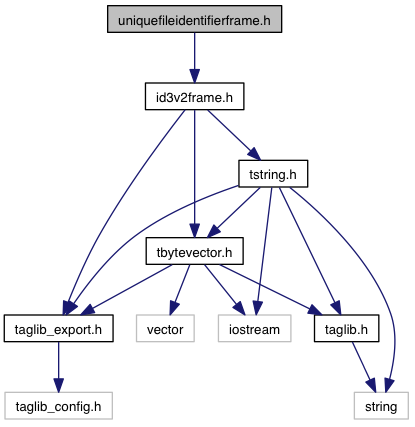 uniquefileidentifierframe.h
id3v2frame.h
tstring.h
tbytevector.h
taglib_export.h
vector
iostream
taglib.h
taglib_config.h
string